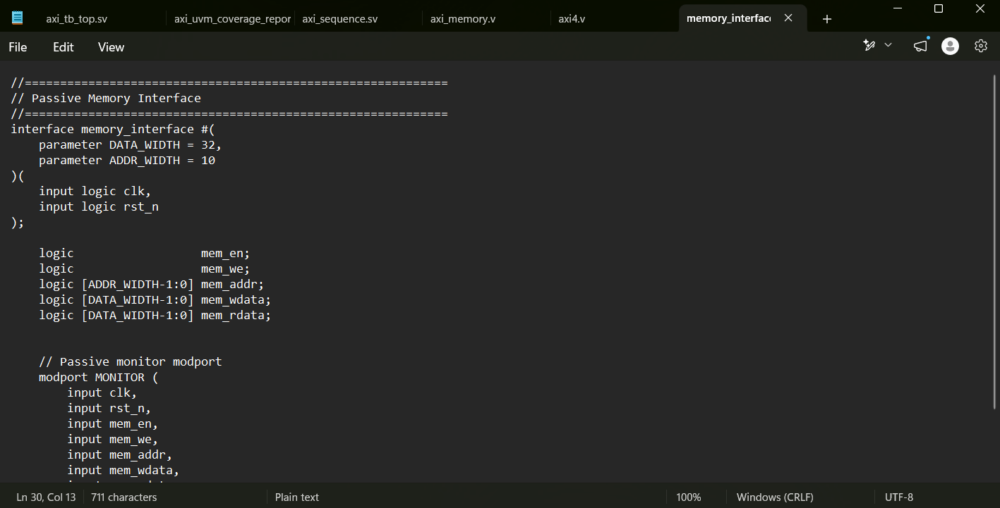 axi_tb_top.sv axi_uvm_coverage_repor axi_sequence.sv axi_memory.v axi4.v memory_interfac
File Edit View
//============================================================
// Passive Memory Interface
//============================================================
interface memory_interface #(
    parameter DATA_WIDTH = 32,
    parameter ADDR_WIDTH = 10
)(
    input logic clk,
    input logic rst_n
);
    logic                  mem_en;
    logic                  mem_we;
    logic [ADDR_WIDTH-1:0] mem_addr;
    logic [DATA_WIDTH-1:0] mem_wdata;
    logic [DATA_WIDTH-1:0] mem_rdata;
    // Passive monitor modport
    modport MONITOR (
        input clk,
        input rst_n,
        input mem_en,
        input mem_we,
        input mem_addr,
        input mem_wdata,
Ln 30, Col 13 711 characters Plain text 100% Windows (CRLF) UTF-8